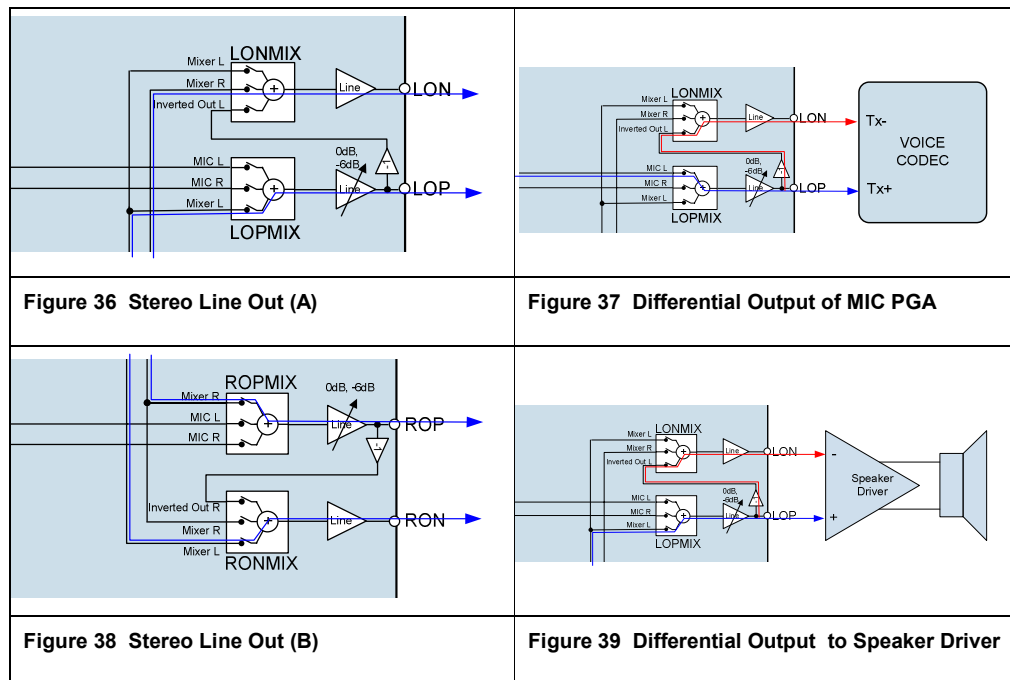 LONMIX
Mixer L
Mixer R
Inverted Out L
Line
LON
MIC L
MIC R
Mixer L
0dB,
-6dB
Line
-1
LOP
LOPMIX
Figure 36 Stereo Line Out (A)
LONMIX
Mixer L
Mixer R
Inverted Out L
Line
LON
MIC L
MIC R
Mixer L
0dB,
-6dB
Line
-1
LOP
LOPMIX
Tx-
VOICE
CODEC
Tx+
Figure 37 Differential Output of MIC PGA
ROPMIX
Mixer R
MIC L
MIC R
0dB, -6dB
Line
-1
ROP
Inverted Out R
Mixer R
Mixer L
Line
RON
RONMIX
Figure 38 Stereo Line Out (B)
LONMIX
Mixer L
Mixer R
Inverted Out L
Line
LON
MIC L
MIC R
Mixer L
0dB,
-6dB
Line
-1
LOP
LOPMIX
-
Speaker
Driver
+
Figure 39 Differential Output to Speaker Driver